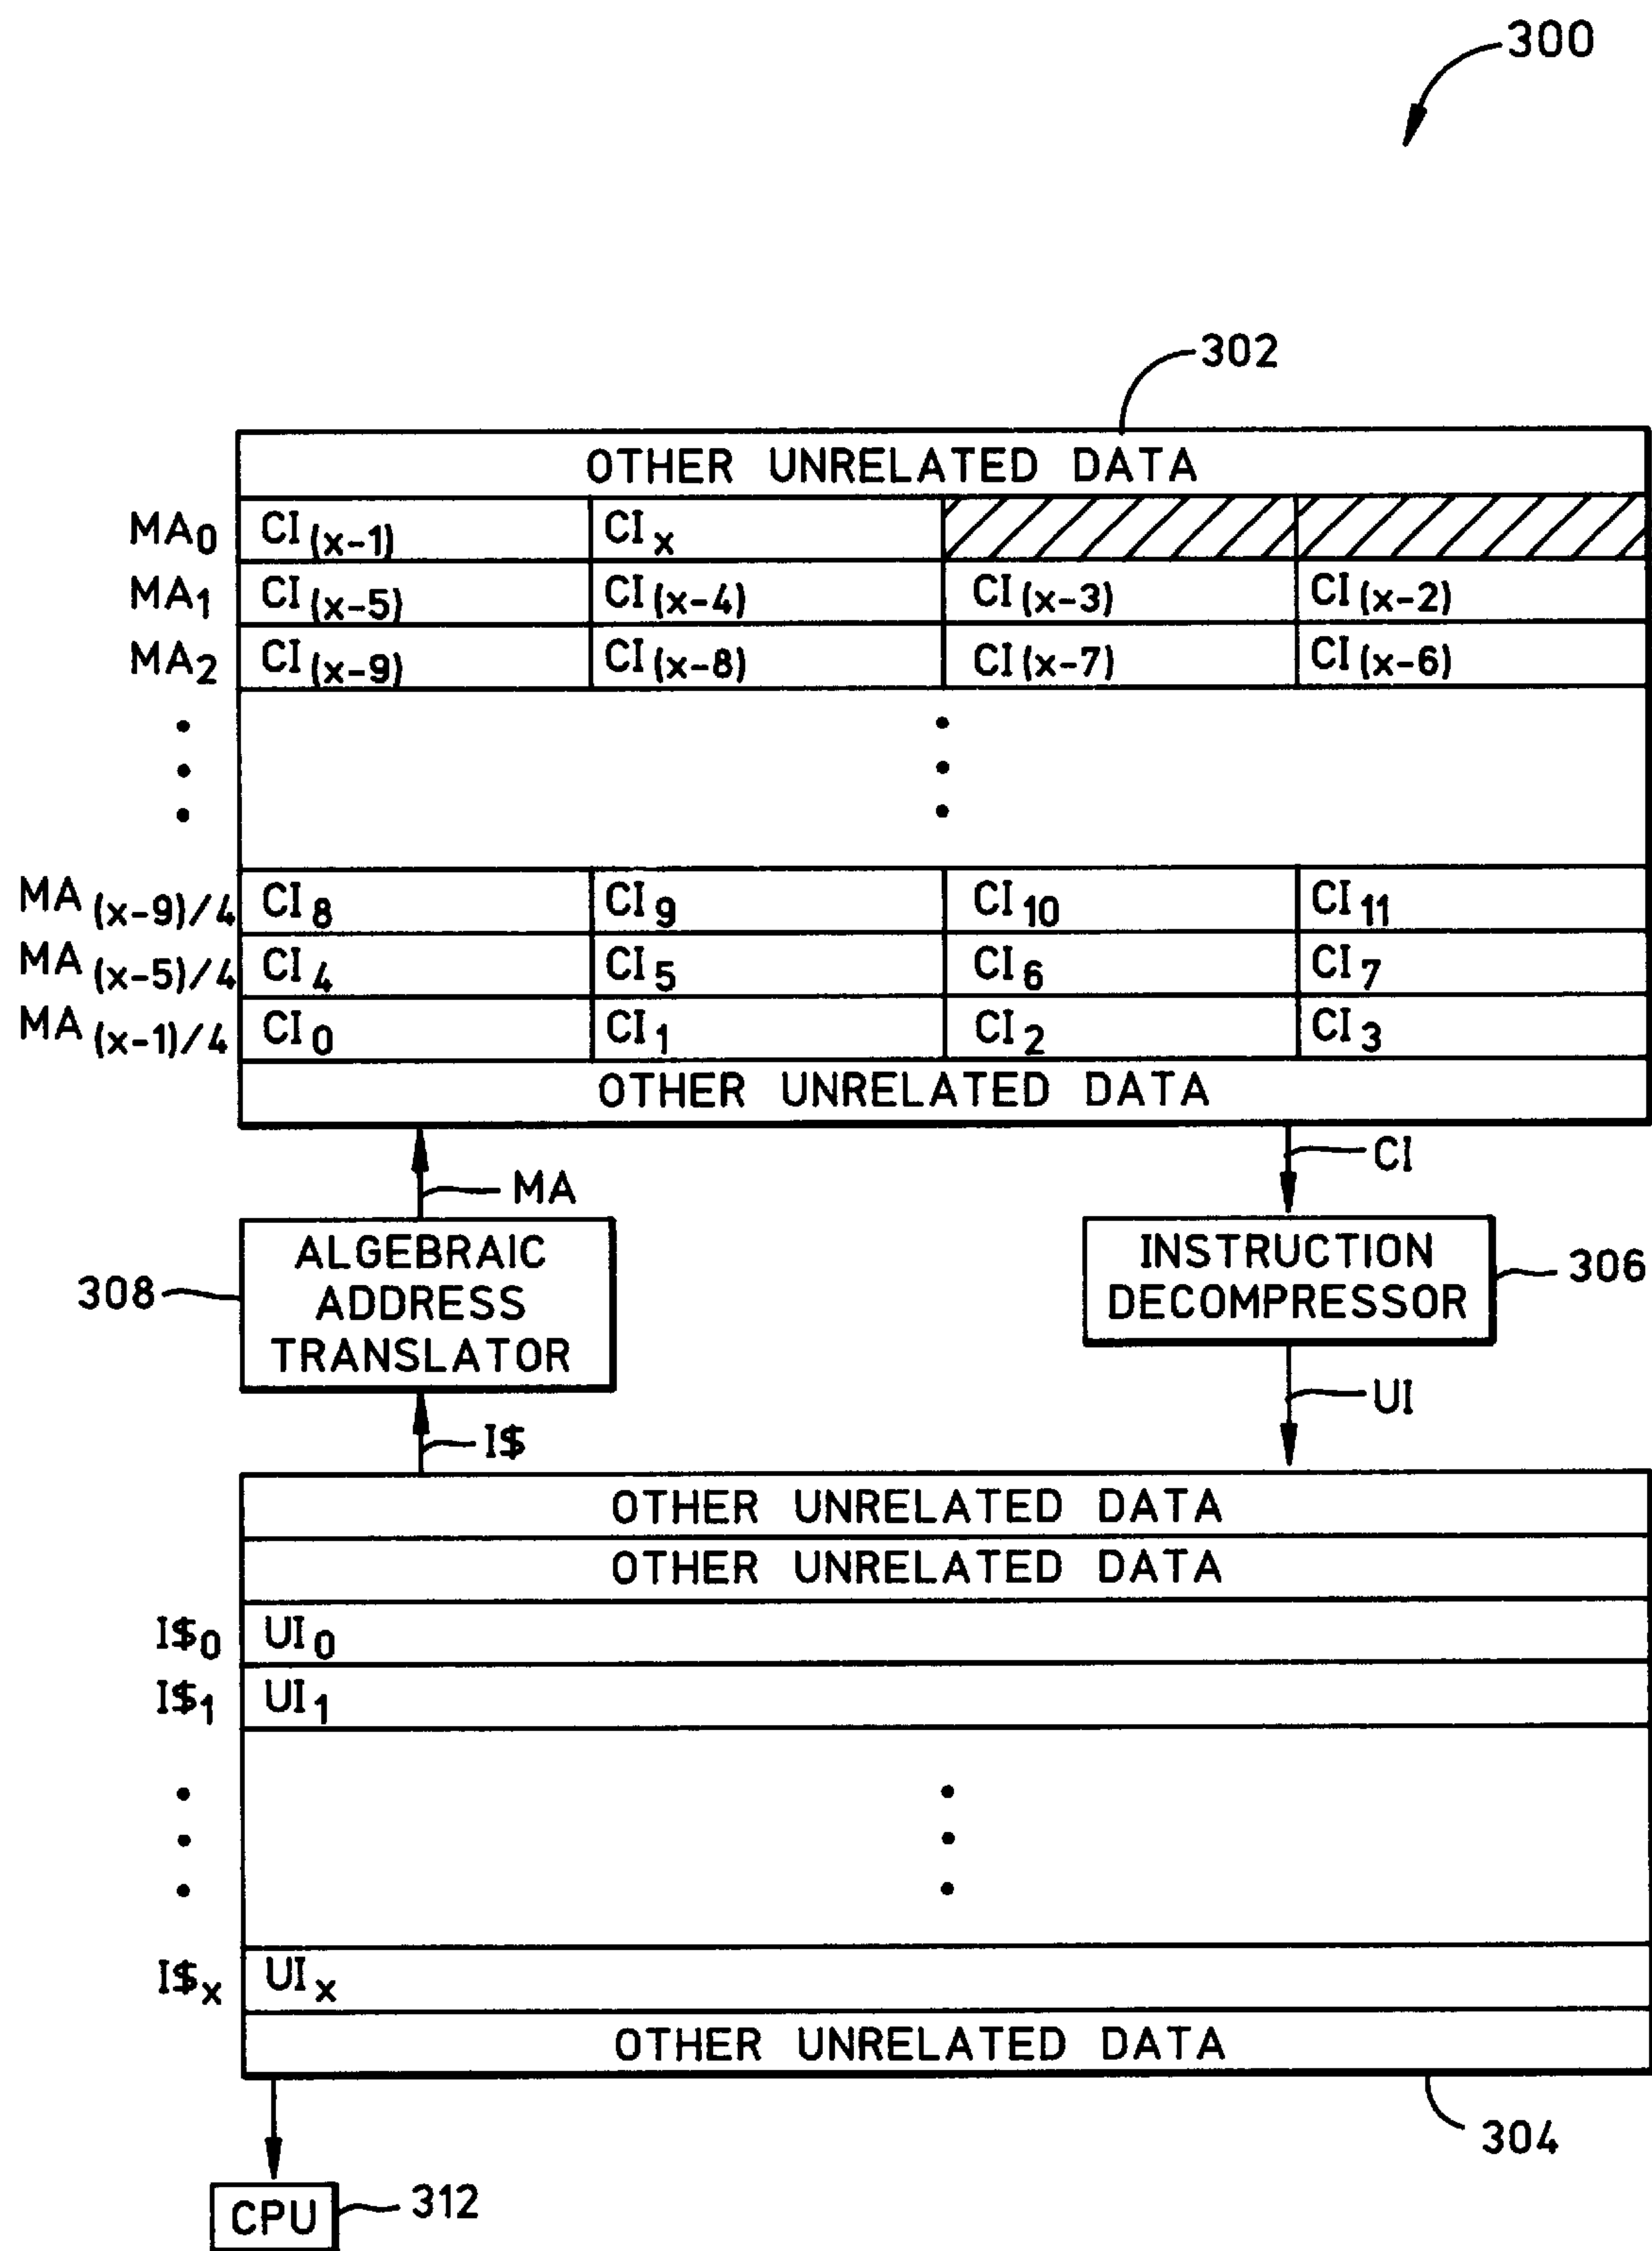 300
302
OTHER UNRELATED DATA
MA0 CI(x-1) CIx
MA1 CI(x-5) CI(x-4) CI(x-3) CI(x-2)
MA2 CI(x-9) CI(x-8) CI(x-7) CI(x-6)
MA(x-9)/4 CI8 CI9 CI10 CI11
MA(x-5)/4 CI4 CI5 CI6 CI7
MA(x-1)/4 CI0 CI1 CI2 CI3
OTHER UNRELATED DATA
MA
CI
308
ALGEBRAIC
ADDRESS
TRANSLATOR
INSTRUCTION
DECOMPRESSOR
306
I$
UI
OTHER UNRELATED DATA
OTHER UNRELATED DATA
I$0 UI0
I$1 UI1
I$x UIx
OTHER UNRELATED DATA
304
CPU
312